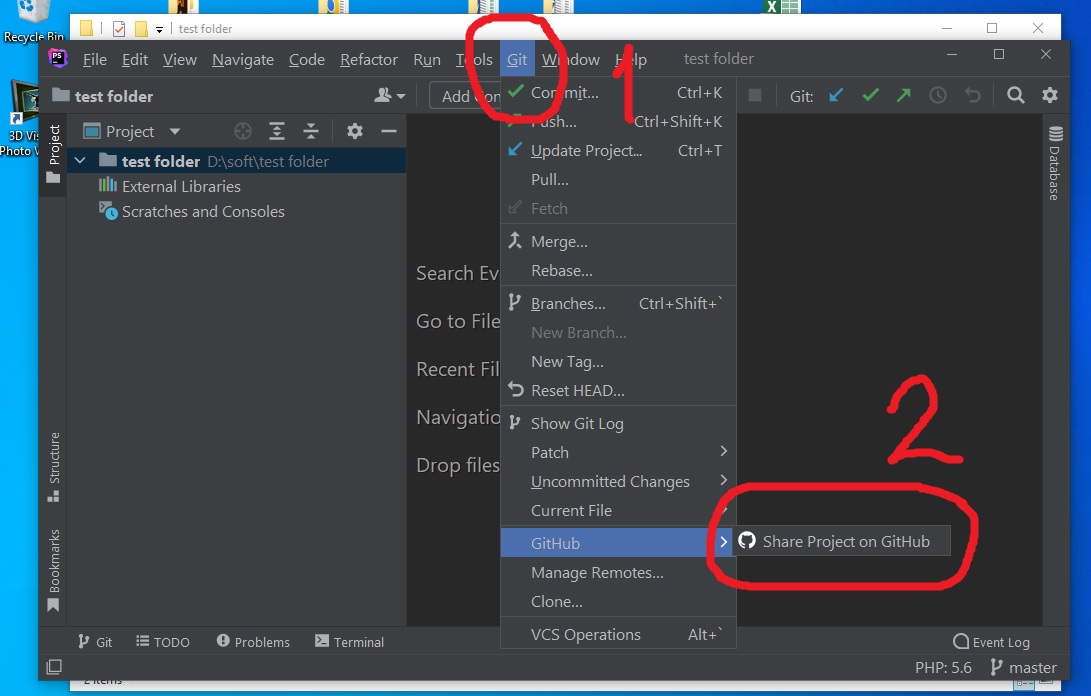 Recycle Bin
test folder
PS
File Edit View Navigate Code Refactor Run Tools Git Window Help test folder
1
test folder
Add Con
Git:
Project
Project
test folder D:\soft\test folder
External Libraries
Scratches and Consoles
3D Vis
Photo V
Search Ev
Go to File
Recent Fil
Navigatio
Drop files
Commit... Ctrl+K
Push... Ctrl+Shift+K
Update Project... Ctrl+T
Pull...
Fetch
Merge...
Rebase...
Branches... Ctrl+Shift+`
New Branch...
New Tag...
Reset HEAD...
Show Git Log
Patch
Uncommitted Changes
Current File
GitHub
Share Project on GitHub
Manage Remotes...
Clone...
VCS Operations Alt+`
2
Database
Structure
Bookmarks
Git TODO Problems Terminal Event Log
PHP: 5.6 master
2 items